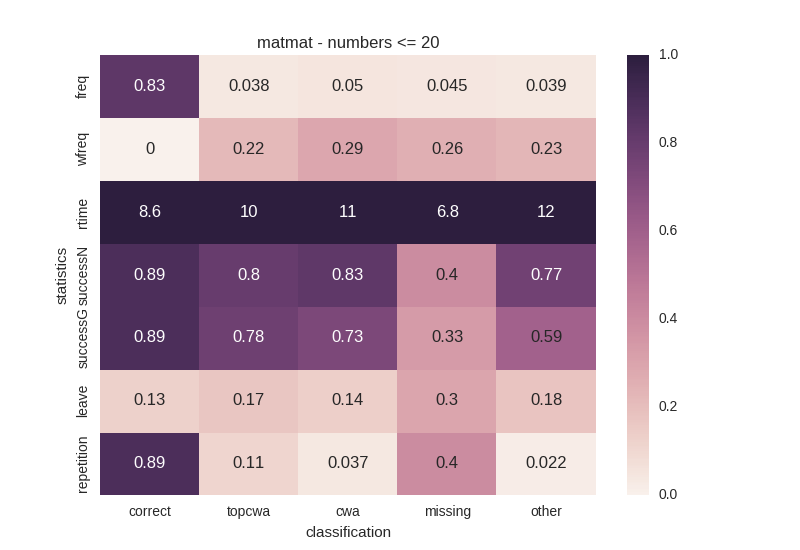 matmat - numbers <= 20
freq 0.83 0.038 0.05 0.045 0.039
wfreq 0 0.22 0.29 0.26 0.23
rtime 8.6 10 11 6.8 12
successN 0.89 0.8 0.83 0.4 0.77
successG 0.89 0.78 0.73 0.33 0.59
leave 0.13 0.17 0.14 0.3 0.18
repetition 0.89 0.11 0.037 0.4 0.022
correct topcwa cwa missing other
classification
statistics
1.0
0.8
0.6
0.4
0.2
0.0